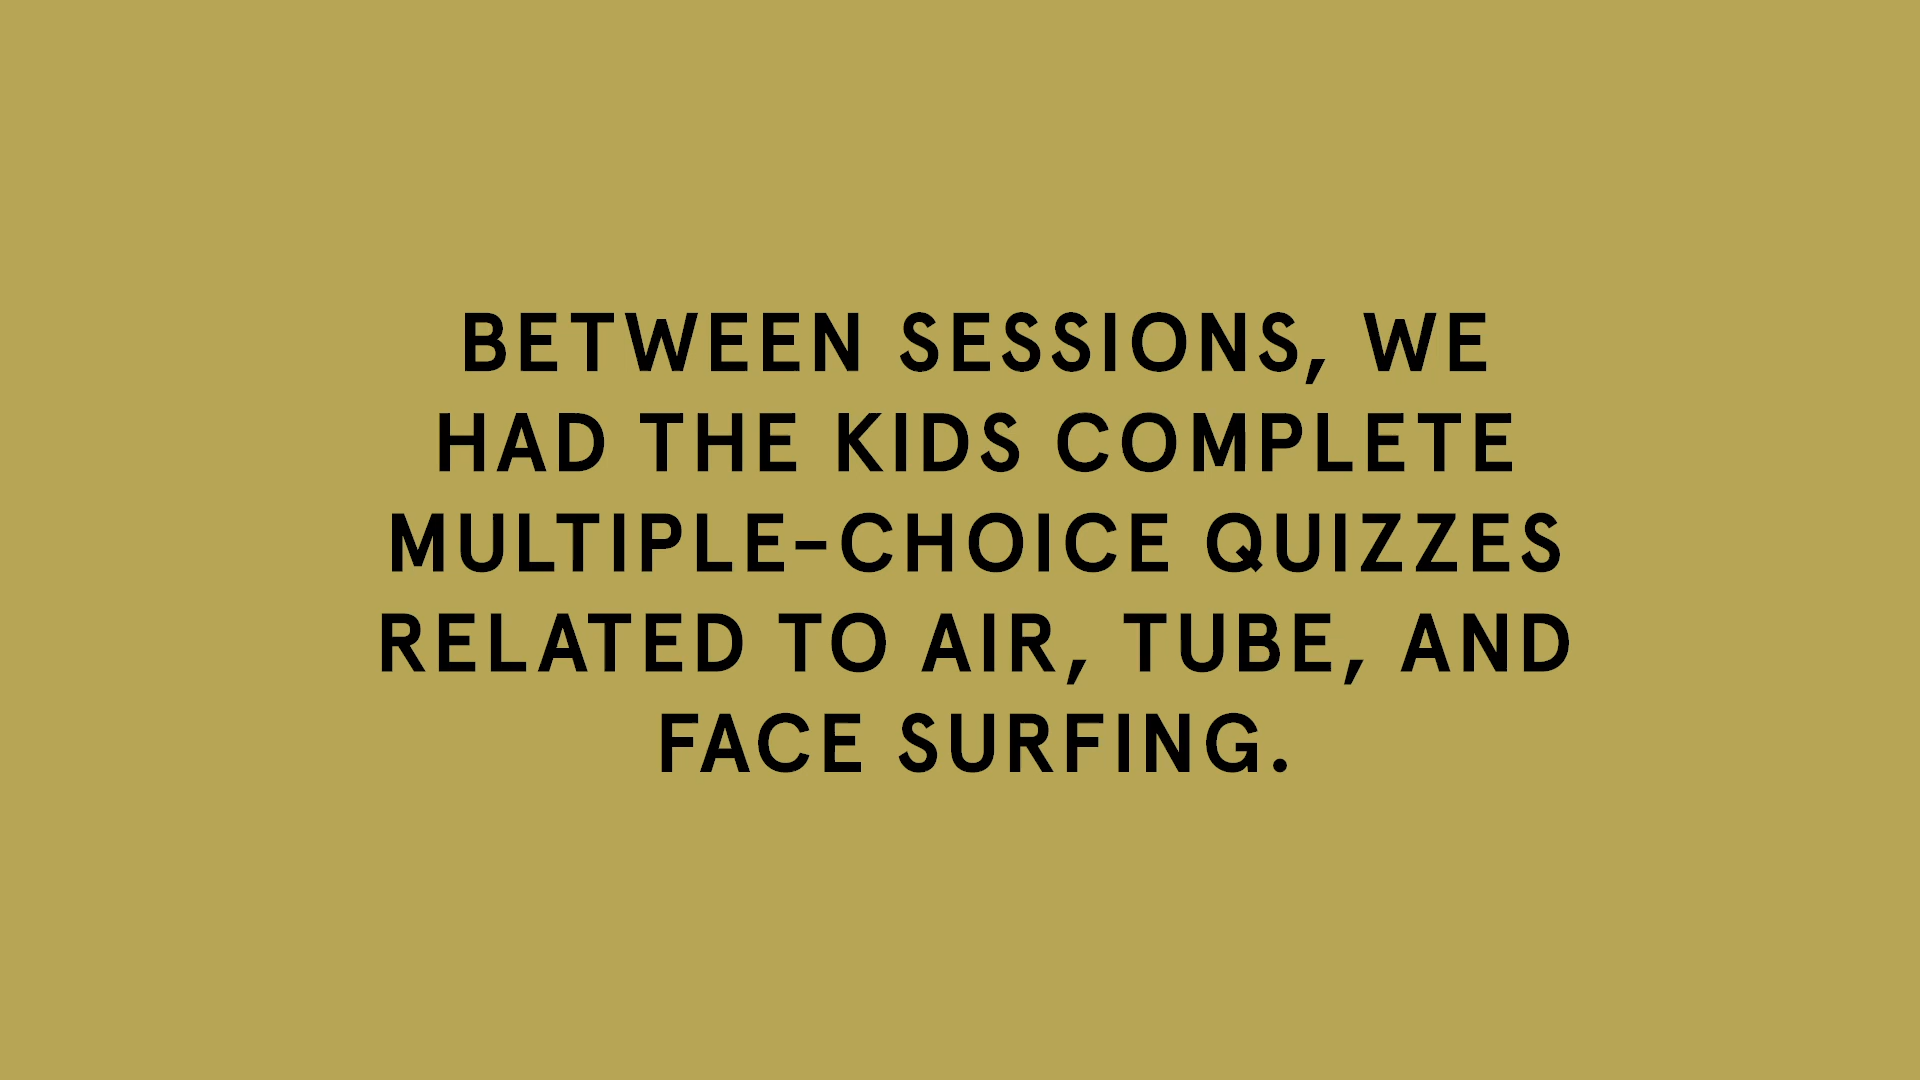 BETWEEN SESSIONS, WE
HAD THE KIDS COMPLETE
MULTIPLE-CHOICE QUIZZES
RELATED TO AIR, TUBE, AND
FACE SURFING.